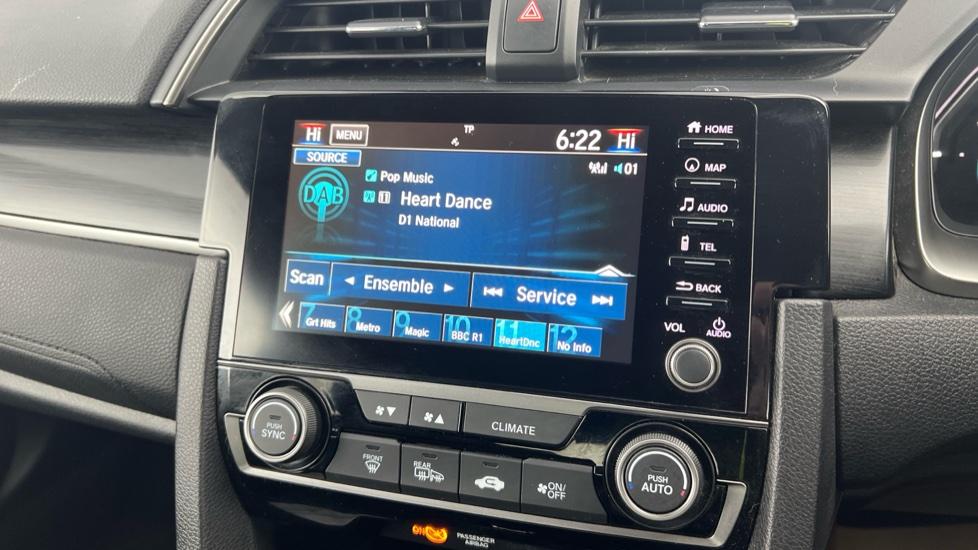 Hi MENU TP 6:22 Hi
SOURCE
01
DAB
Pop Music
Heart Dance
D1 National
Scan Ensemble Service
7 Grt Hits
8 Metro
9 Magic
10 BBC R1
11 HeartDnc
12 No Info
HOME
MAP
AUDIO
TEL
BACK
VOL
AUDIO
PUSH
SYNC
CLIMATE
FRONT
REAR
ON/
OFF
PUSH
AUTO
ON
PASSENGER
AIRBAG